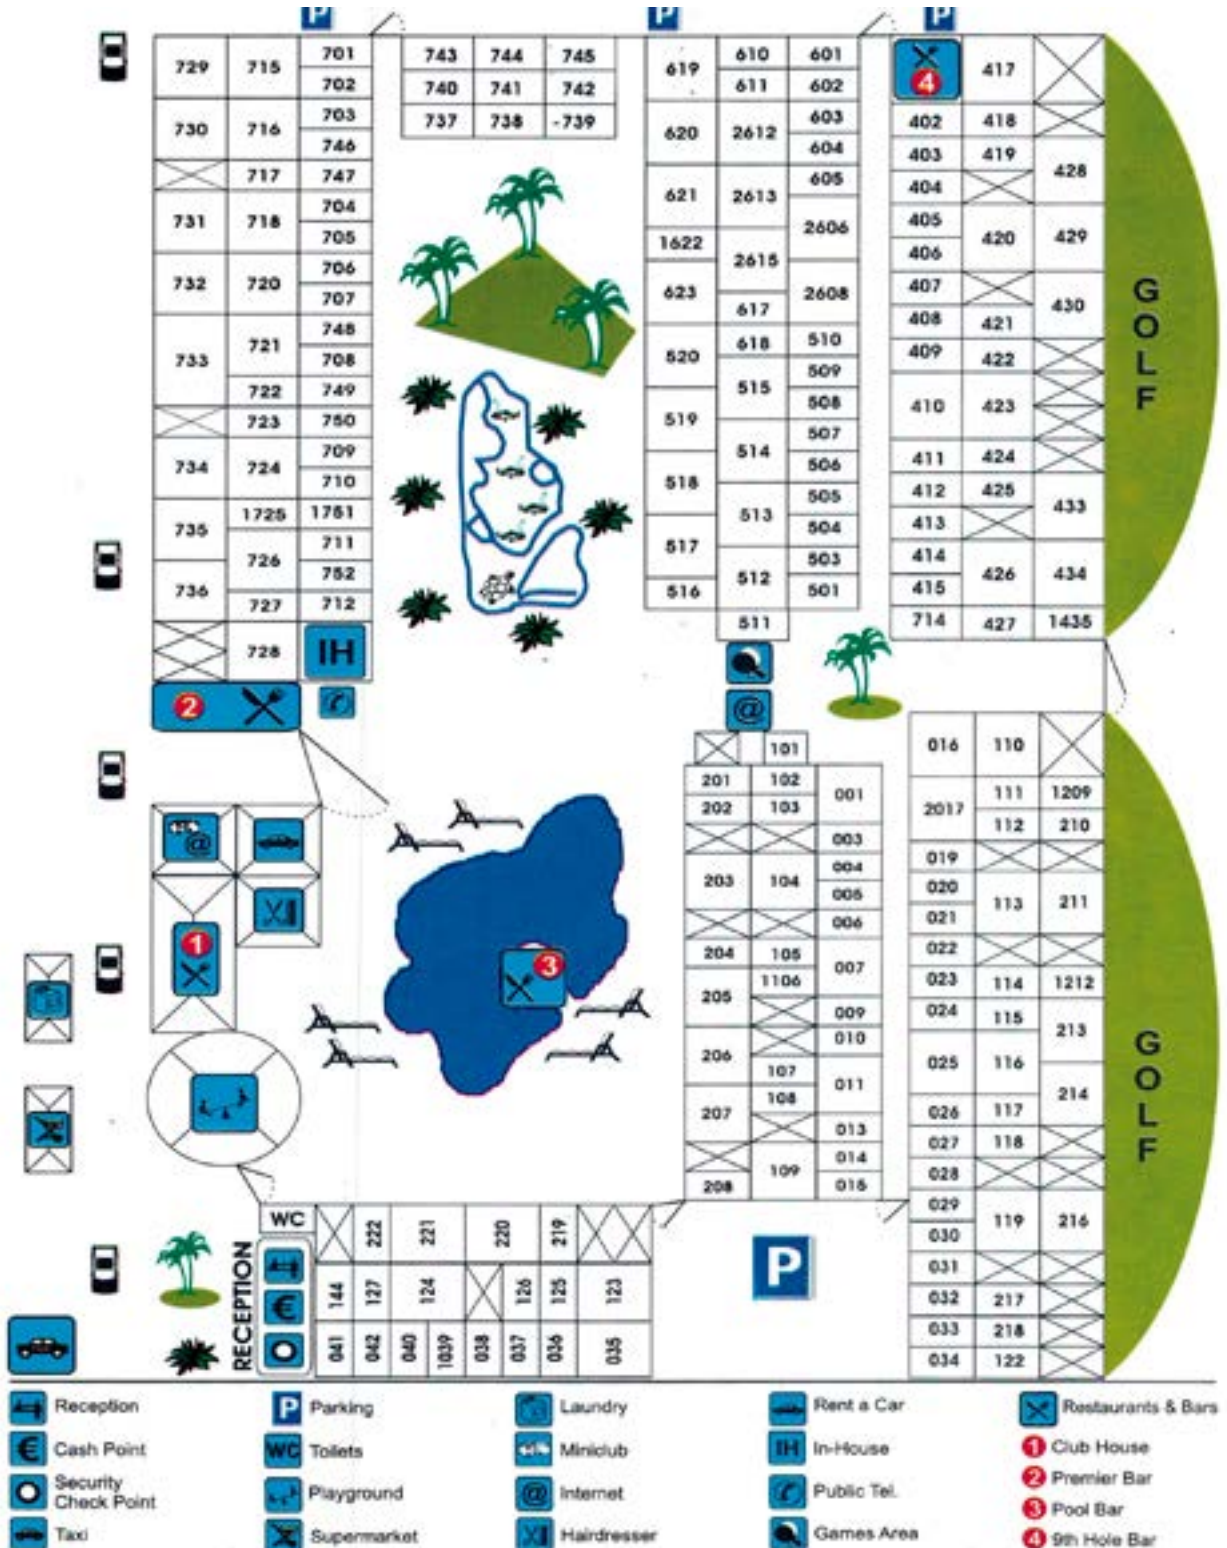 P P P
729 715 701
702
730 716 703
746
717 747
731 718 704
705
732 720 706
707
733 721 748
708
722 749
723 750
734 724 709
710
735 1725 1751
726 711
736 752
727 712
728 IH
2
743 744 745
740 741 742
737 738 -739
619 610 601
611 602
620 2612 603
604
621 2613 605
2606
1622 2615
623 2608
617
520 618 510
515 509
519 508
514 507
518 506
513 505
517 504
512 503
516 501
511
@
4 417
402 418
403 419 428
404
405 420 429
406
407 430
408 421
409 422
410 423
411 424
412 425 433
413
414 426 434
415
714 427 1435
GOLF
101
201 102 001
202 103
003
203 104 004
005
006
204 105 007
205 1106
009
206 010
107 011
207 108
013
109 014
208 015
016 110
2017 111 1209
112 210
019
020 113 211
021
022
023 114 1212
024 115 213
025 116
214
026 117
027 118
028
029 119 216
030
031
032 217
033 218
034 122
GOLF
@
1
3
P
WC
RECEPTION
€
222 221 220 219
144 127 124 126 125 123
041 042 040 1039 038 037 036 035
Reception
€ Cash Point
Security
Check Point
Taxi
P Parking
WC Toilets
Playground
Supermarket
Laundry
Miniclub
@ Internet
Hairdresser
Rent a Car
IH In-House
Public Tel.
Games Area
Restaurants & Bars
1 Club House
2 Premier Bar
3 Pool Bar
4 9th Hole Bar